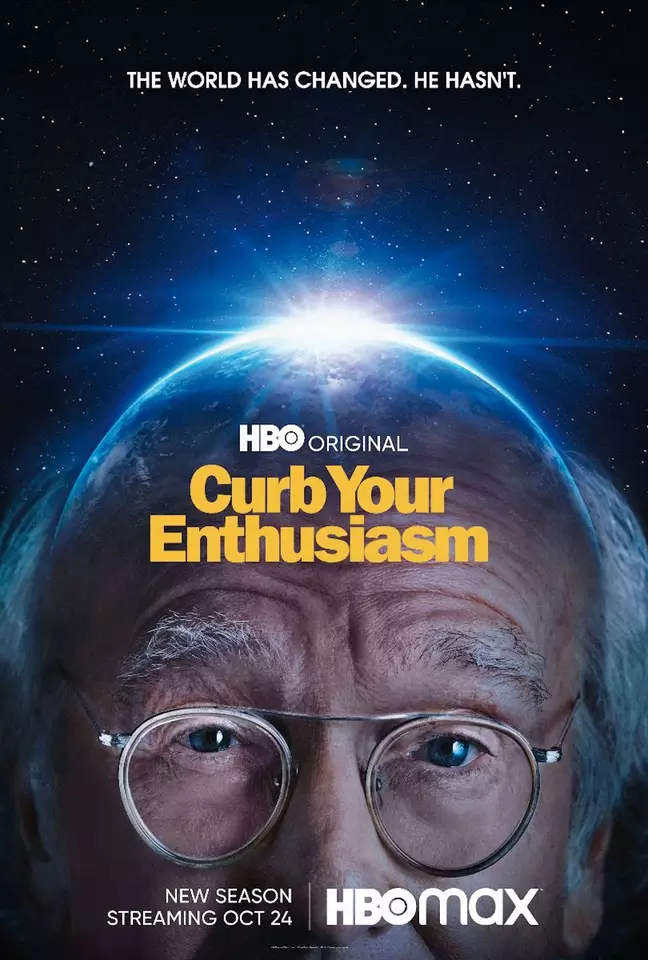 THE WORLD HAS CHANGED. HE HASN'T.
HBO ORIGINAL
Curb Your
Enthusiasm
NEW SEASON
STREAMING OCT 24
HBOmax